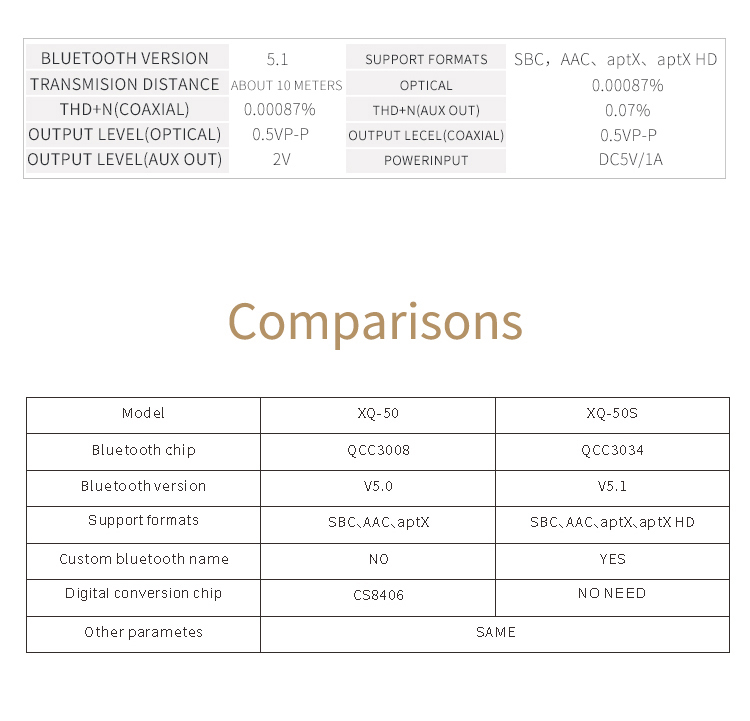 BLUETOOTH VERSION 5.1 SUPPORT FORMATS SBC，AAC、aptX、aptX HD
TRANSMISION DISTANCE ABOUT 10 METERS OPTICAL 0.00087%
THD+N(COAXIAL) 0.00087% THD+N(AUX OUT) 0.07%
OUTPUT LEVEL(OPTICAL) 0.5VP-P OUTPUT LECEL(COAXIAL) 0.5VP-P
OUTPUT LEVEL(AUX OUT) 2V POWERINPUT DC5V/1A
Comparisons
Model XQ-50 XQ-50S
Bluetooth chip QCC3008 QCC3034
Bluetooth version V5.0 V5.1
Support formats SBC、AAC、aptX SBC、AAC、aptX、aptX HD
Custom bluetooth name NO YES
Digital conversion chip CS8406 NO NEED
Other parametes SAME